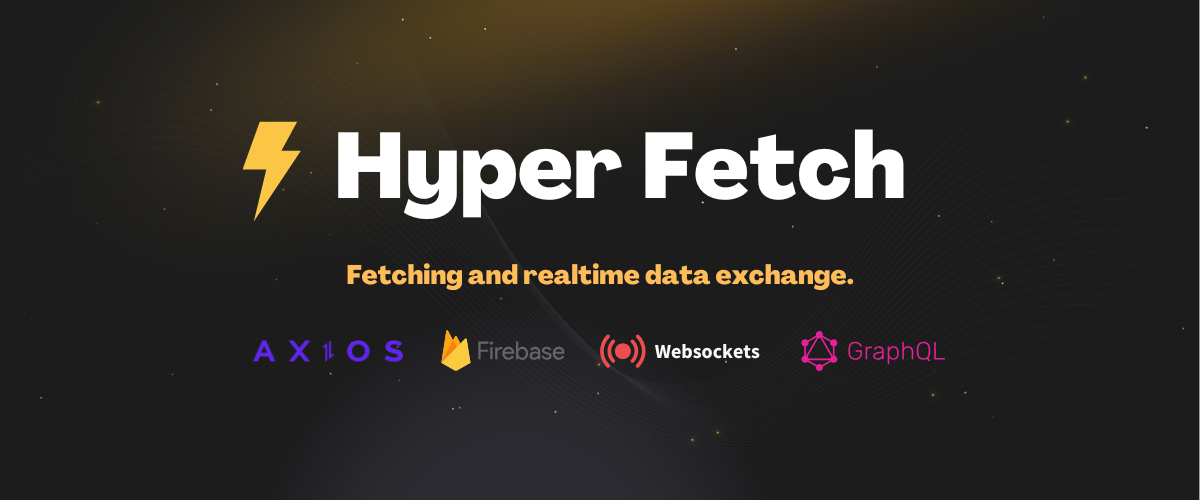 Hyper Fetch
Fetching and realtime data exchange.
AXIOS Firebase Websockets GraphQL